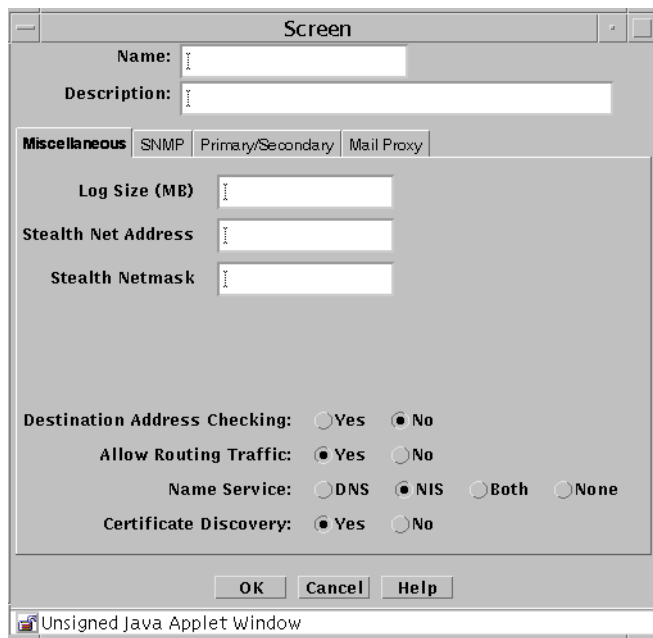 Screen
Name:
Description:
Miscellaneous SNMP Primary/Secondary Mail Proxy
Log Size (MB)
Stealth Net Address
Stealth Netmask
Destination Address Checking: Yes No
Allow Routing Traffic: Yes No
Name Service: DNS NIS Both None
Certificate Discovery: Yes No
OK Cancel Help
Unsigned Java Applet Window